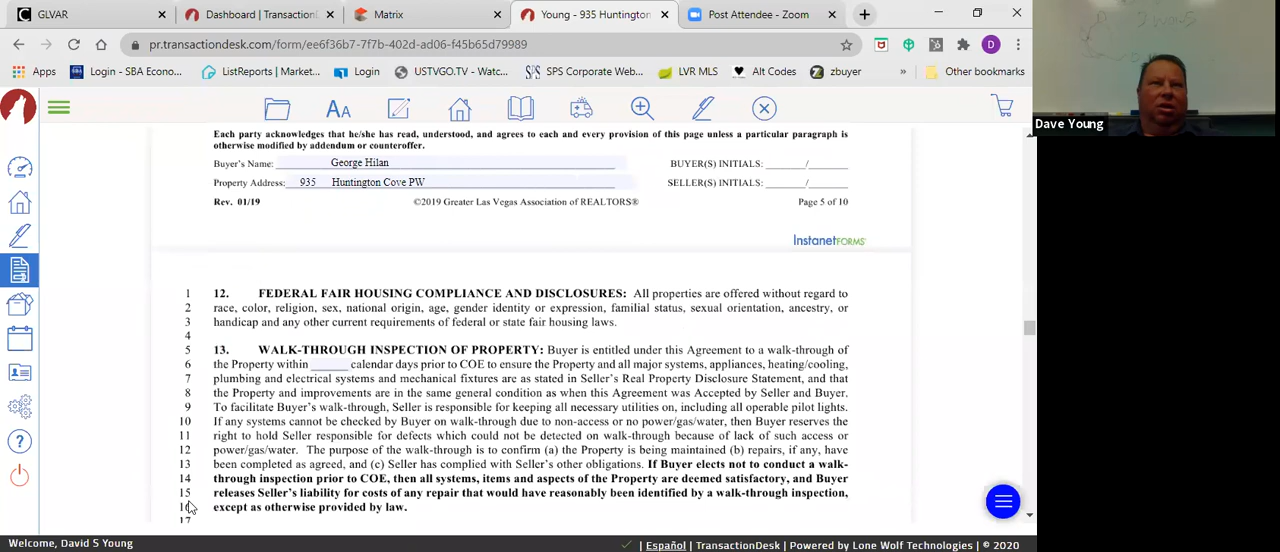 GLVAR
Dashboard | TransactionDesk
Matrix
Young - 935 Huntington
Post Attendee - Zoom
pr.transactiondesk.com/form/ee6f36b7-7f7b-402d-ad06-f45b65d79989
D
Apps
Login - SBA Econo...
ListReports | Market...
Login
USTVGO.TV - Watc...
SPS Corporate Web...
LVR MLS
Alt Codes
zbuyer
»
Other bookmarks
Dave Young
Each party acknowledges that he/she has read, understood, and agrees to each and every provision of this page unless a particular paragraph is
otherwise modified by addendum or counteroffer.
Buyer's Name: George Hilan BUYER(S) INITIALS: ______/______
Property Address: 935 Huntington Cove PW SELLER(S) INITIALS: ______/______
Rev. 01/19 ©2019 Greater Las Vegas Association of REALTORS® Page 5 of 10
InstanetFORMS
1 12. FEDERAL FAIR HOUSING COMPLIANCE AND DISCLOSURES: All properties are offered without regard to
2 race, color, religion, sex, national origin, age, gender identity or expression, familial status, sexual orientation, ancestry, or
3 handicap and any other current requirements of federal or state fair housing laws.
4
5 13. WALK-THROUGH INSPECTION OF PROPERTY: Buyer is entitled under this Agreement to a walk-through of
6 the Property within ______ calendar days prior to COE to ensure the Property and all major systems, appliances, heating/cooling,
7 plumbing and electrical systems and mechanical fixtures are as stated in Seller's Real Property Disclosure Statement, and that
8 the Property and improvements are in the same general condition as when this Agreement was Accepted by Seller and Buyer.
9 To facilitate Buyer's walk-through, Seller is responsible for keeping all necessary utilities on, including all operable pilot lights.
10 If any systems cannot be checked by Buyer on walk-through due to non-access or no power/gas/water, then Buyer reserves the
11 right to hold Seller responsible for defects which could not be detected on walk-through because of lack of such access or
12 power/gas/water. The purpose of the walk-through is to confirm (a) the Property is being maintained (b) repairs, if any, have
13 been completed as agreed, and (c) Seller has complied with Seller's other obligations. If Buyer elects not to conduct a walk-
14 through inspection prior to COE, then all systems, items and aspects of the Property are deemed satisfactory, and Buyer
15 releases Seller's liability for costs of any repair that would have reasonably been identified by a walk-through inspection,
16 except as otherwise provided by law.
17
Welcome, David S Young
Español | TransactionDesk | Powered by Lone Wolf Technologies | © 2020